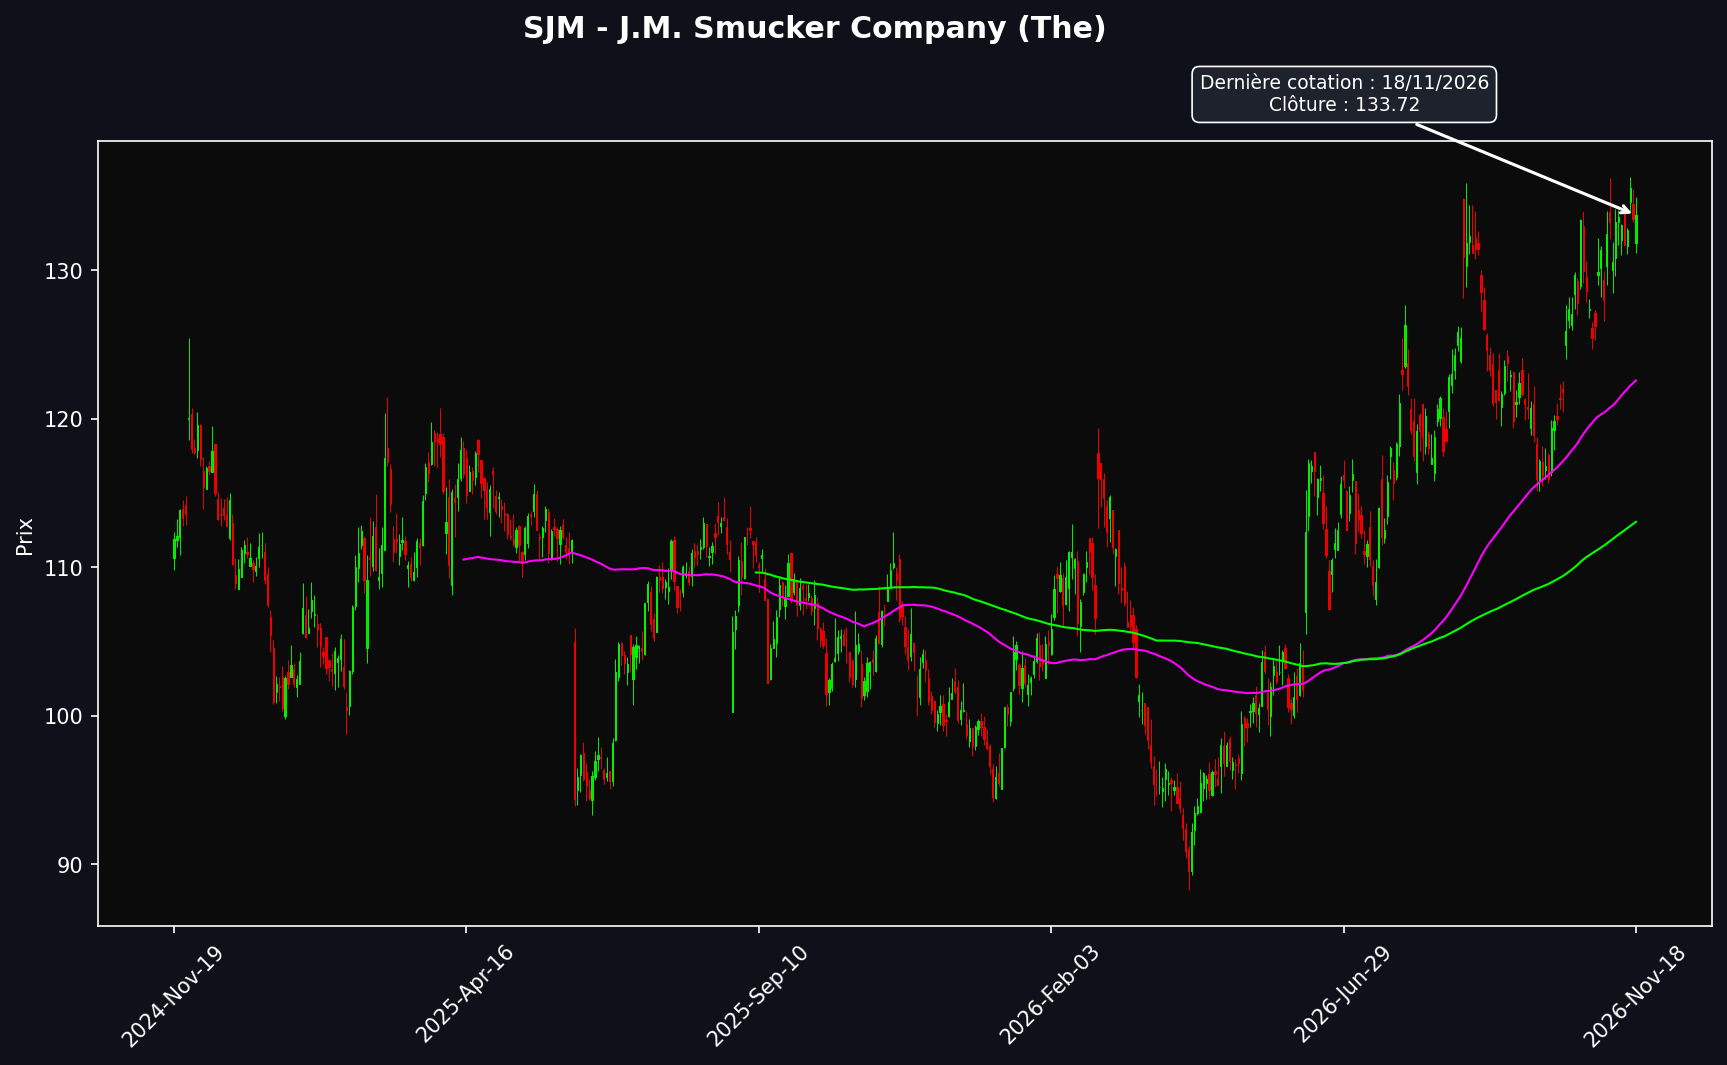 SJM - J.M. Smucker Company (The)
Dernière cotation : 18/11/2026
Clôture : 133.72
Prix
130
120
110
100
90
2024-Nov-19
2025-Apr-16
2025-Sep-10
2026-Feb-03
2026-Jun-29
2026-Nov-18